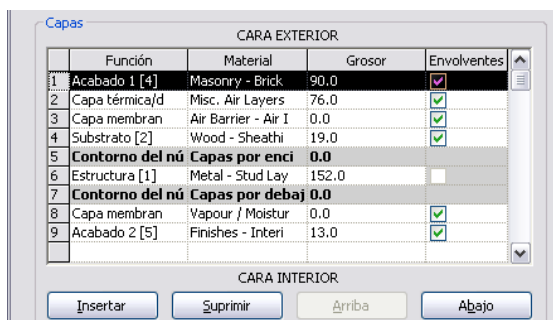 Capas
CARA EXTERIOR
Función Material Grosor Envolventes
1 Acabado 1 [4] Masonry - Brick 90.0
2 Capa térmica/d Misc. Air Layers 76.0
3 Capa membran Air Barrier - Air I 0.0
4 Substrato [2] Wood - Sheathi 19.0
5 Contorno del nú Capas por enci 0.0
6 Estructura [1] Metal - Stud Lay 152.0
7 Contorno del nú Capas por debaj 0.0
8 Capa membran Vapour / Moistur 0.0
9 Acabado 2 [5] Finishes - Interi 13.0
CARA INTERIOR
Insertar Suprimir Arriba Abajo